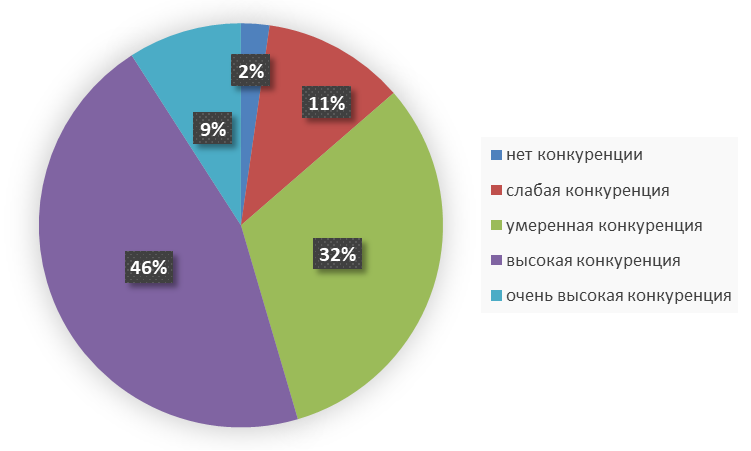 2%
11%
9%
32%
46%
нет конкуренции
слабая конкуренция
умеренная конкуренция
высокая конкуренция
очень высокая конкуренция